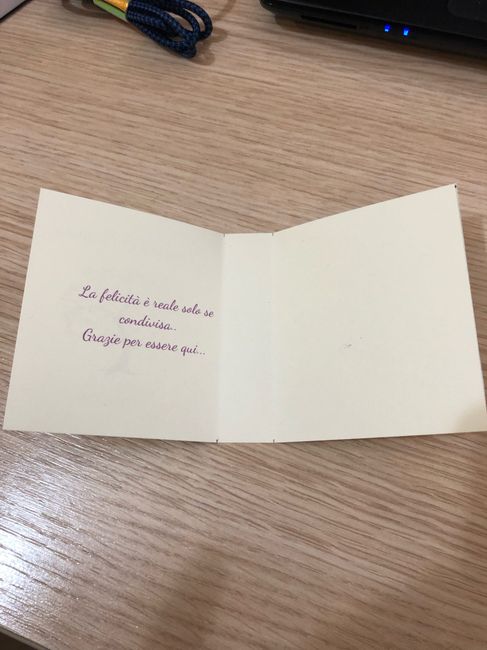 La felicità è reale solo se
condivisa..
Grazie per essere qui...